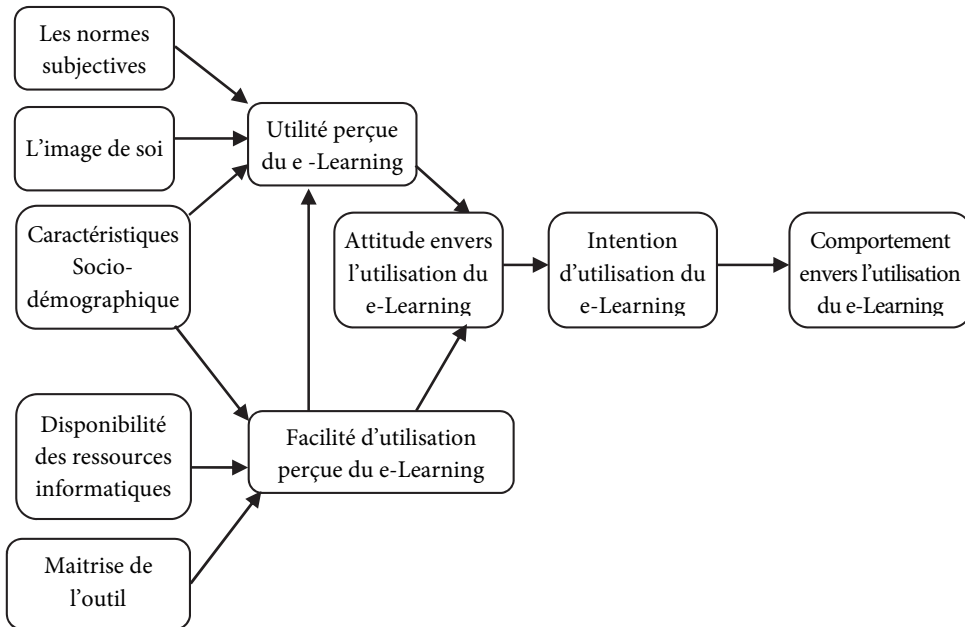 Les normes
subjectives
L'image de soi
Caractéristiques
Socio-
démographique
Disponibilité
des ressources
informatiques
Maitrise de
l'outil
Utilité perçue
du e -Learning
Facilité d'utilisation
perçue du e-Learning
Attitude envers
l'utilisation du
e-Learning
Intention
d'utilisation du
e-Learning
Comportement
envers l'utilisation
du e-Learning